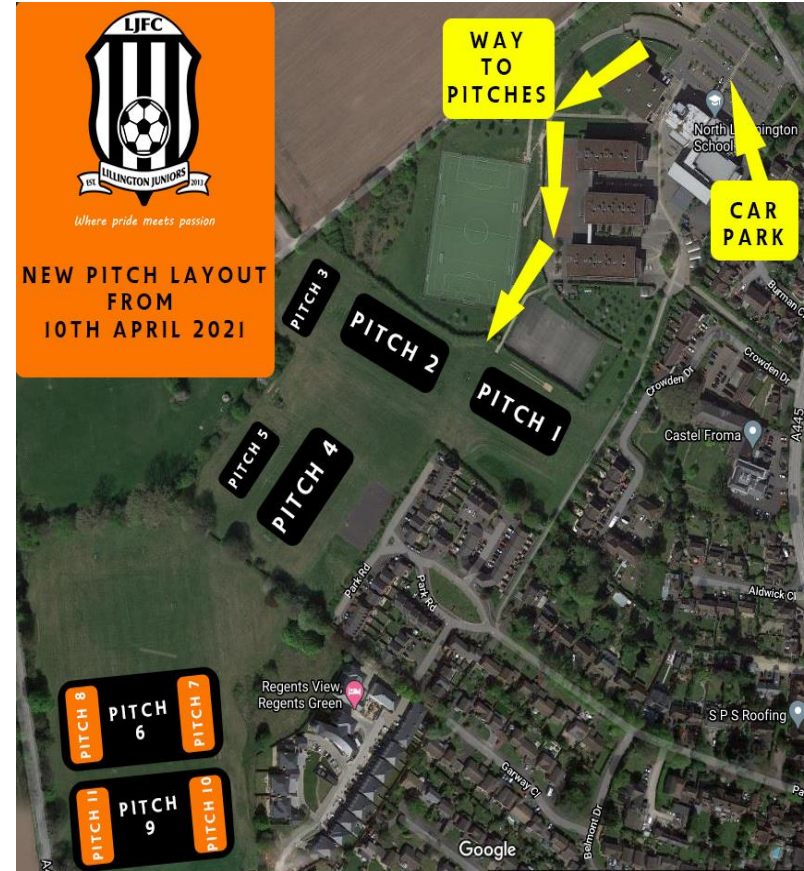 LJFC
EST.
LILLINGTON JUNIORS
2013
Where pride meets passion
NEW PITCH LAYOUT
FROM
10TH APRIL 2021
WAY
TO
PITCHES
CAR
PARK
PITCH 3
PITCH 2
PITCH 1
PITCH 5
PITCH 4
PITCH 8
PITCH
6
PITCH 7
PITCH 11
PITCH
9
PITCH 10
School
Burman C
Crowden Dr
Crowden Dr
A445
Castel Froma
Aldwick Cl
Park Rd
Park Rd
Regents View,
Regents Green
S P S Roofing
Garway Cl
Belmont Dr
Pa
Google